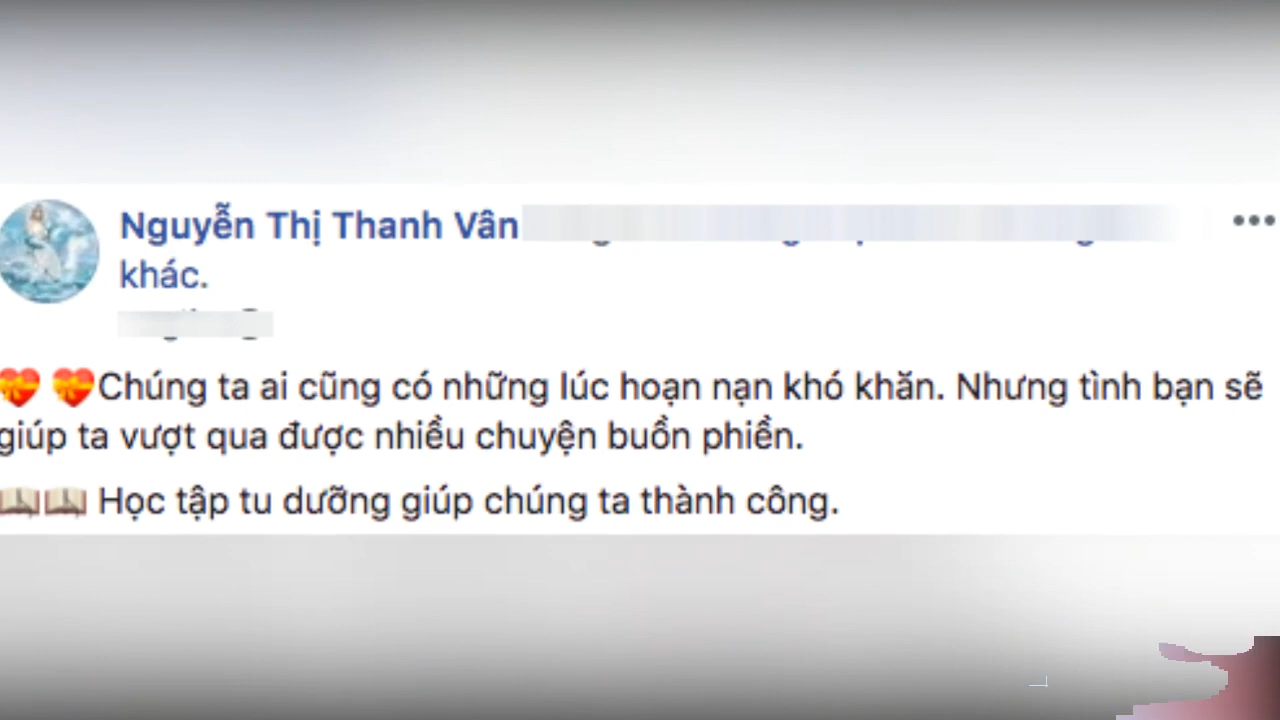 Nguyễn Thị Thanh Vân
khác.
💝 💝Chúng ta ai cũng có những lúc hoạn nạn khó khăn. Nhưng tình bạn sẽ
giúp ta vượt qua được nhiều chuyện buồn phiền.
📖📖 Học tập tu dưỡng giúp chúng ta thành công.